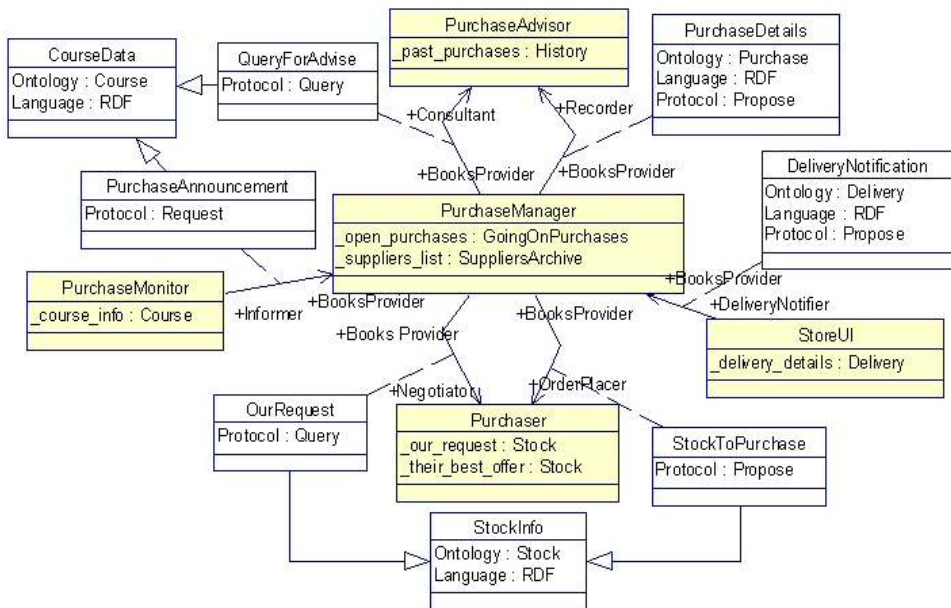 PurchaseAdvisor
_past_purchases : History
PurchaseDetails
Ontology : Purchase
Language : RDF
Protocol : Propose
CourseData
Ontology : Course
Language : RDF
QueryForAdvise
Protocol : Query
+Consultant
+Recorder
+BooksProvider
+BooksProvider
PurchaseAnnouncement
Protocol : Request
DeliveryNotification
Ontology : Delivery
Language : RDF
Protocol : Propose
PurchaseManager
_open_purchases : GoingOnPurchases
_suppliers_list : SuppliersArchive
PurchaseMonitor
_course_info : Course
+BooksProvider
+Informer
+BooksProvider
+DeliveryNotifier
+Books Provider
+BooksProvider
StoreUI
_delivery_details : Delivery
+Negotiator
+OrderPlacer
OurRequest
Protocol : Query
Purchaser
_our_request : Stock
_their_best_offer : Stock
StockToPurchase
Protocol : Propose
StockInfo
Ontology : Stock
Language : RDF